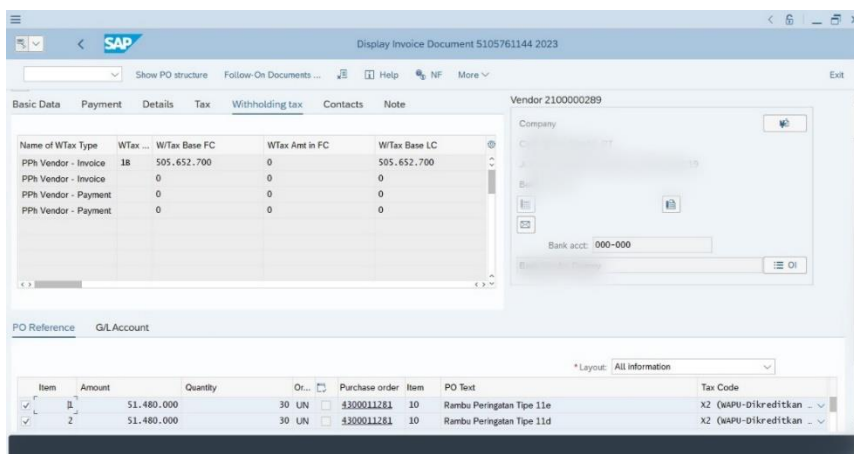 SAP
Display Invoice Document 5105761144 2023
Show PO structure Follow-On Documents ... Help NF More Exit
Basic Data Payment Details Tax Withholding tax Contacts Note
Vendor 2100000289
Company
Name of WTax Type WTax ... W/Tax Base FC WTax Amt in FC W/Tax Base LC
PPh Vendor - Invoice 18 505.652.700 0 505.652.700
PPh Vendor - Invoice 0 0 0
PPh Vendor - Payment 0 0 0
PPh Vendor - Payment 0 0 0
Bank acct: 000-000
OI
PO Reference G/L Account
* Layout: All information
Item Amount Quantity Or... Purchase order Item PO Text Tax Code
1 51.480.000 30 UN 4300011281 10 Rambu Peringatan Tipe 11e X2 (WAPU-Dikreditkan _
2 51.480.000 30 UN 4300011281 10 Rambu Peringatan Tipe 11d X2 (WAPU-Dikreditkan _